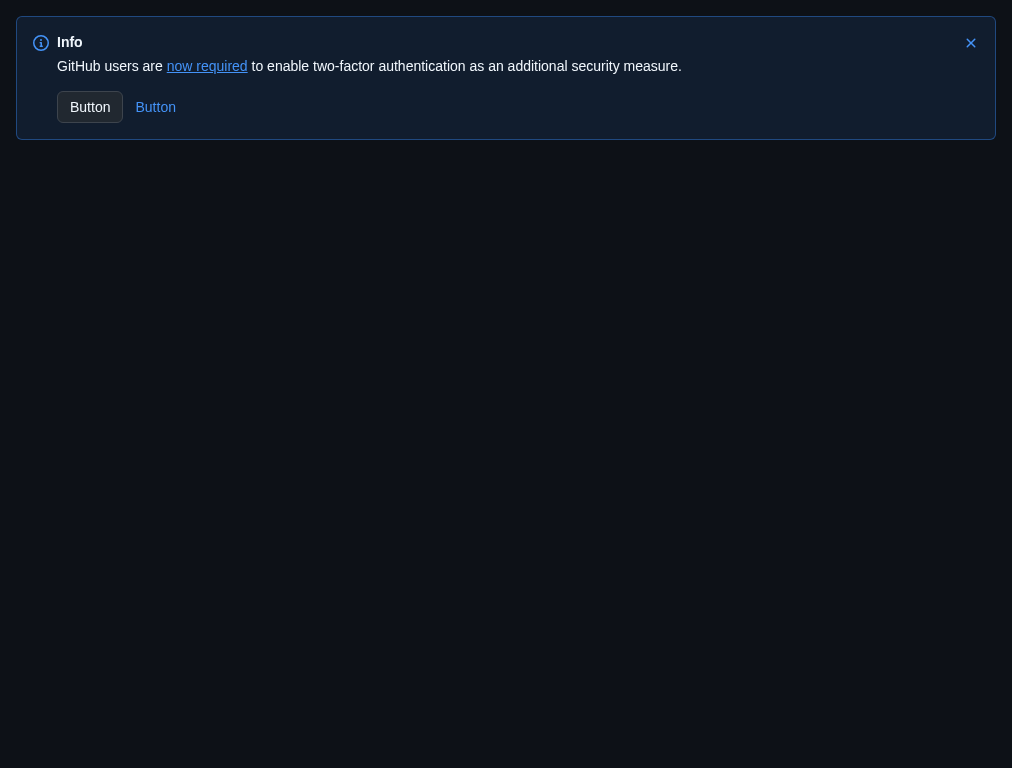 Info
GitHub users are now required to enable two-factor authentication as an additional security measure.
Button Button